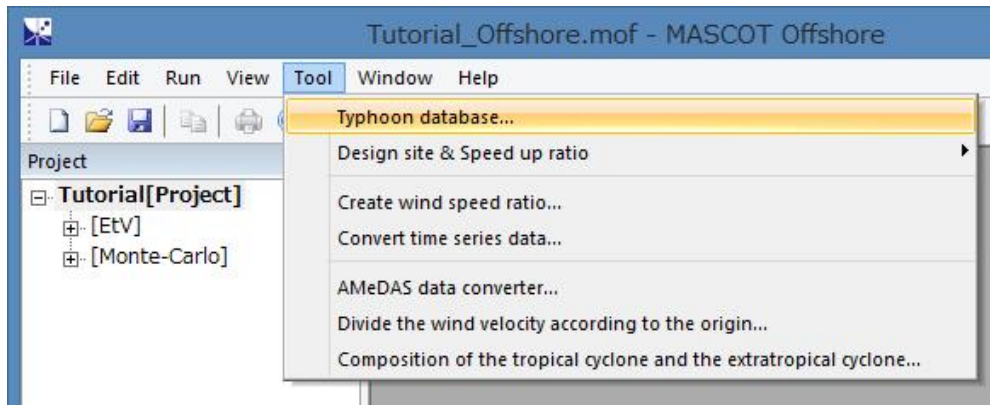 Tutorial_Offshore.mof - MASCOT Offshore
File Edit Run View Tool Window Help
Typhoon database...
Project
Design site & Speed up ratio
Tutorial[Project]
Create wind speed ratio...
[EtV]
Convert time series data...
[Monte-Carlo]
AMeDAS data converter...
Divide the wind velocity according to the origin...
Composition of the tropical cyclone and the extratropical cyclone...